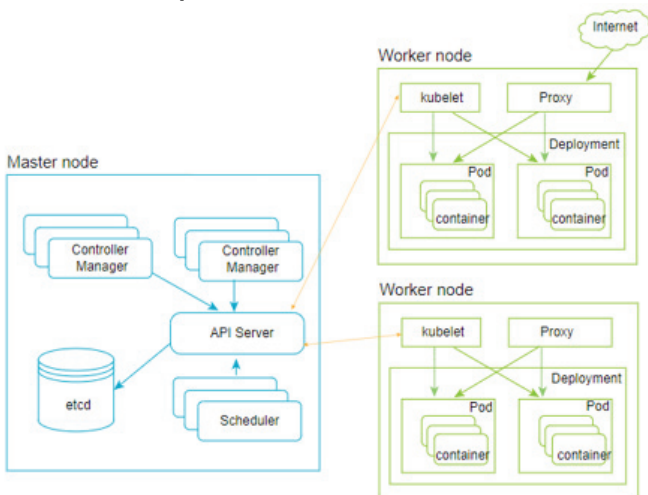 Internet
Worker node
kubelet
Proxy
Deployment
Pod
Pod
container
container
Master node
Controller
Manager
Controller
Manager
API Server
etcd
Scheduler
Worker node
kubelet
Proxy
Deployment
Pod
Pod
container
container